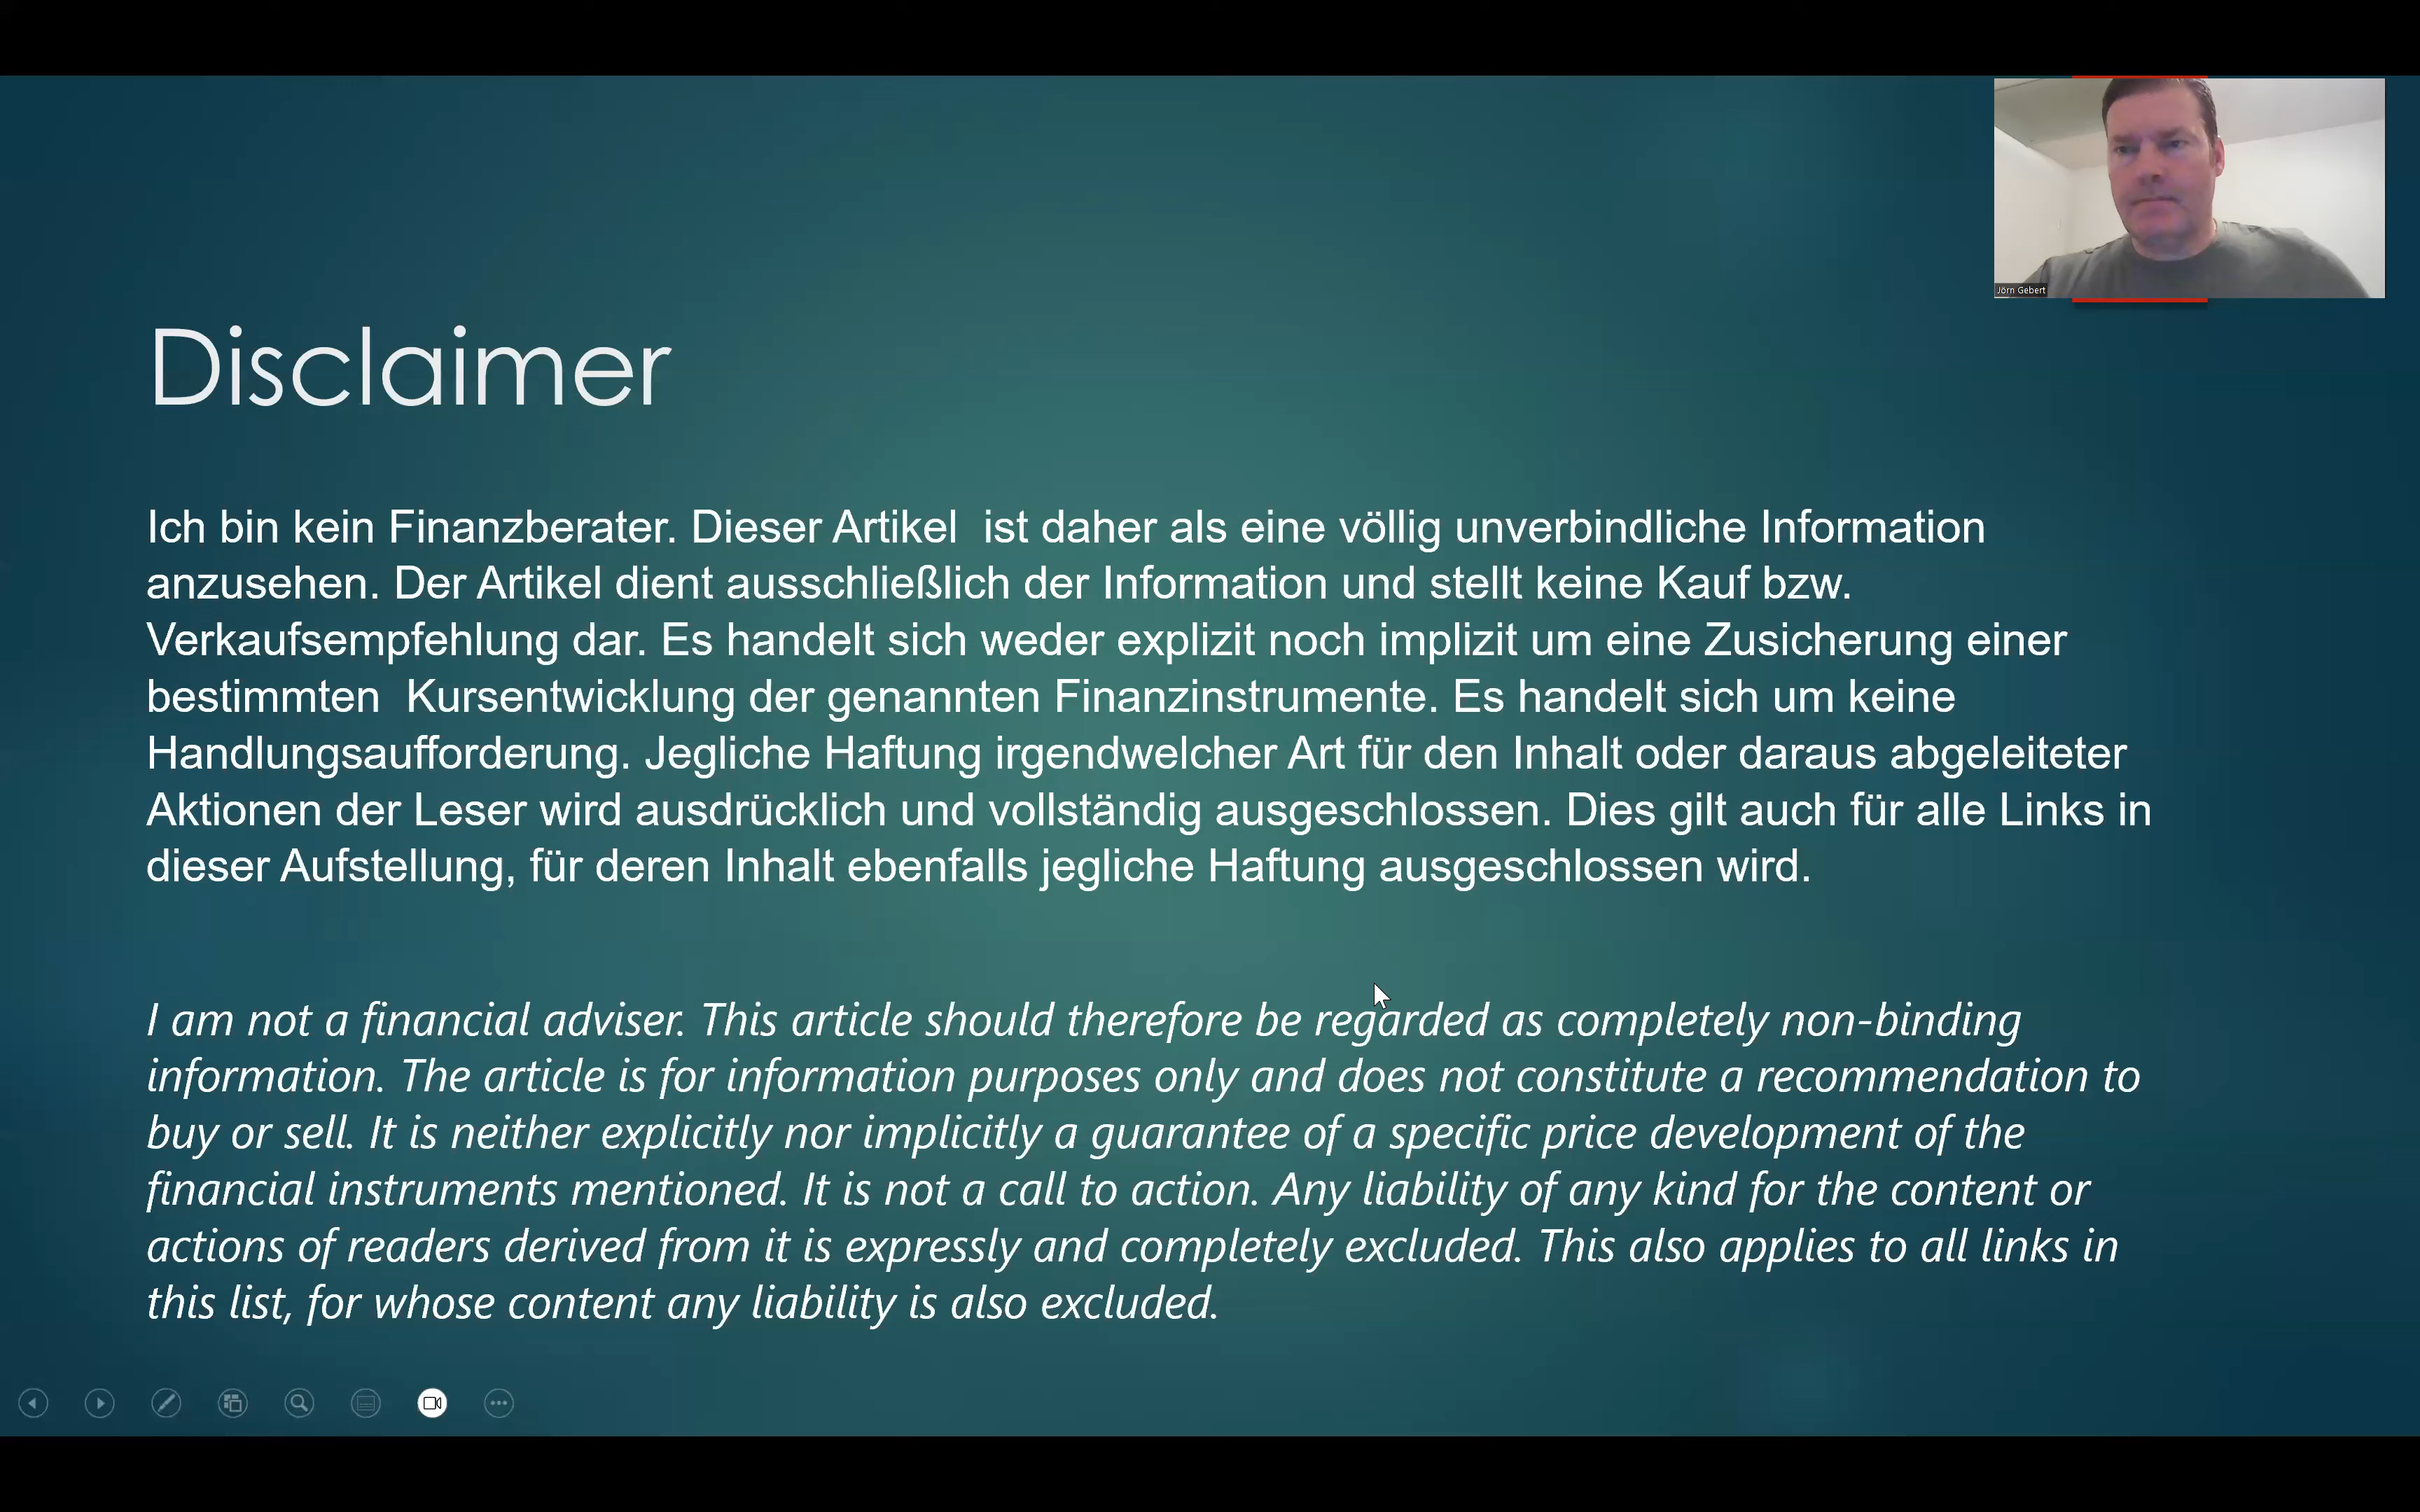 Jörn Gebert
Disclaimer
Ich bin kein Finanzberater. Dieser Artikel  ist daher als eine völlig unverbindliche Information
anzusehen. Der Artikel dient ausschließlich der Information und stellt keine Kauf bzw.
Verkaufsempfehlung dar. Es handelt sich weder explizit noch implizit um eine Zusicherung einer
bestimmten  Kursentwicklung der genannten Finanzinstrumente. Es handelt sich um keine
Handlungsaufforderung. Jegliche Haftung irgendwelcher Art für den Inhalt oder daraus abgeleiteter
Aktionen der Leser wird ausdrücklich und vollständig ausgeschlossen. Dies gilt auch für alle Links in
dieser Aufstellung, für deren Inhalt ebenfalls jegliche Haftung ausgeschlossen wird.
I am not a financial adviser. This article should therefore be regarded as completely non-binding
information. The article is for information purposes only and does not constitute a recommendation to
buy or sell. It is neither explicitly nor implicitly a guarantee of a specific price development of the
financial instruments mentioned. It is not a call to action. Any liability of any kind for the content or
actions of readers derived from it is expressly and completely excluded. This also applies to all links in
this list, for whose content any liability is also excluded.